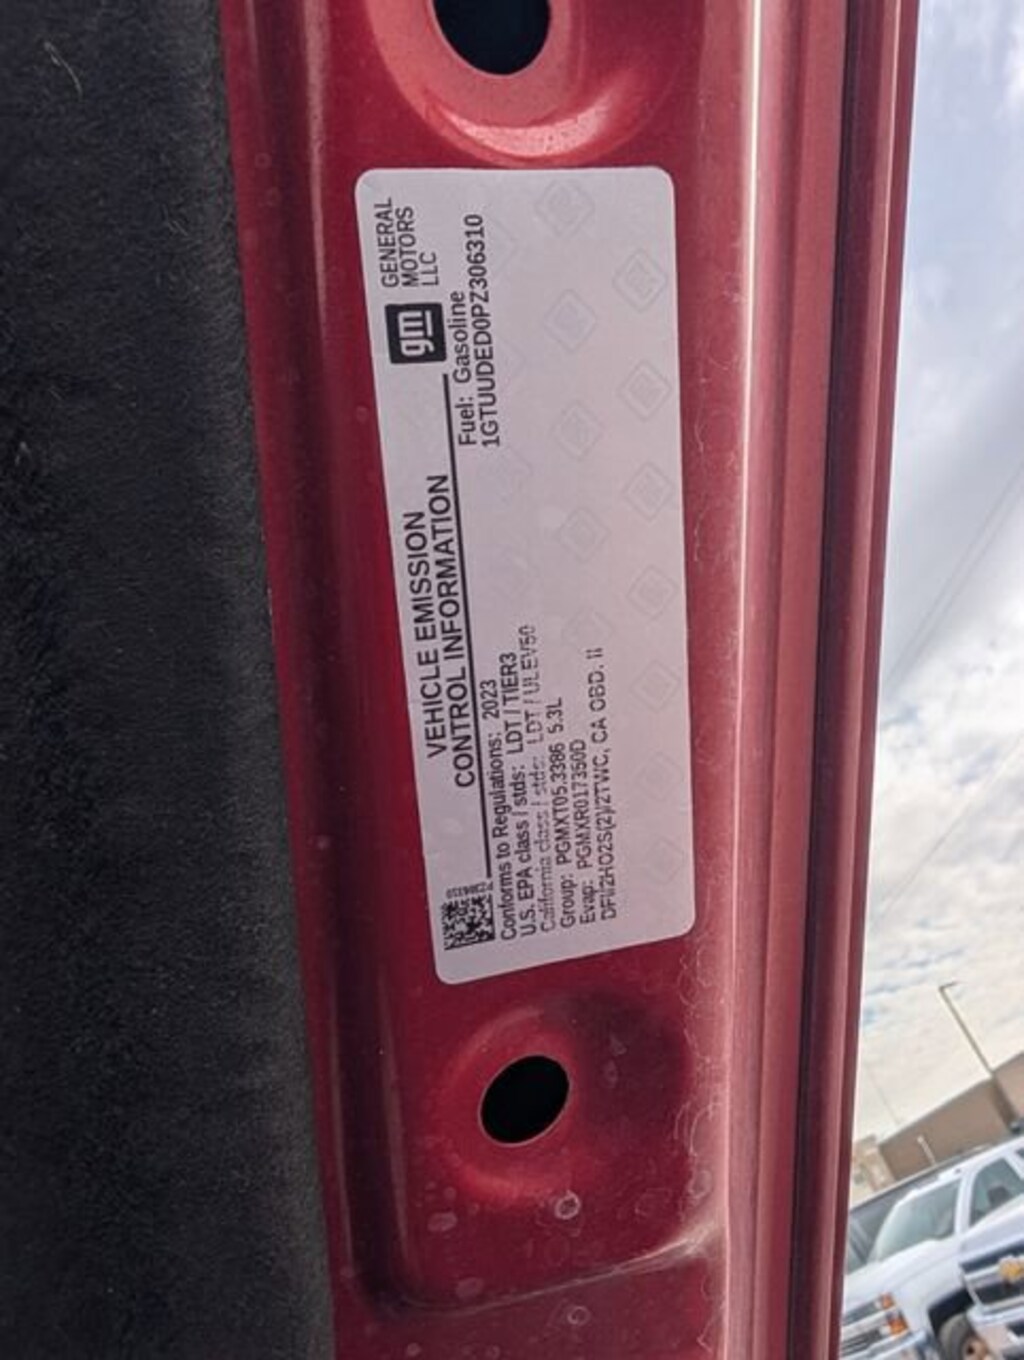 gm GENERAL
MOTORS
LLC
VEHICLE EMISSION
CONTROL INFORMATION
Fuel: Gasoline
1GTUUDED0PZ306310
Conforms to Regulations: 2023
U.S. EPA class / stds: LDT / TIER3
California class / stds: LDT / ULEV50
Group: PGMXT05.3386 5.3L
Evap: PGMXR017350D
DFI/2HO2S(2)/2TWC, CA OBD. II